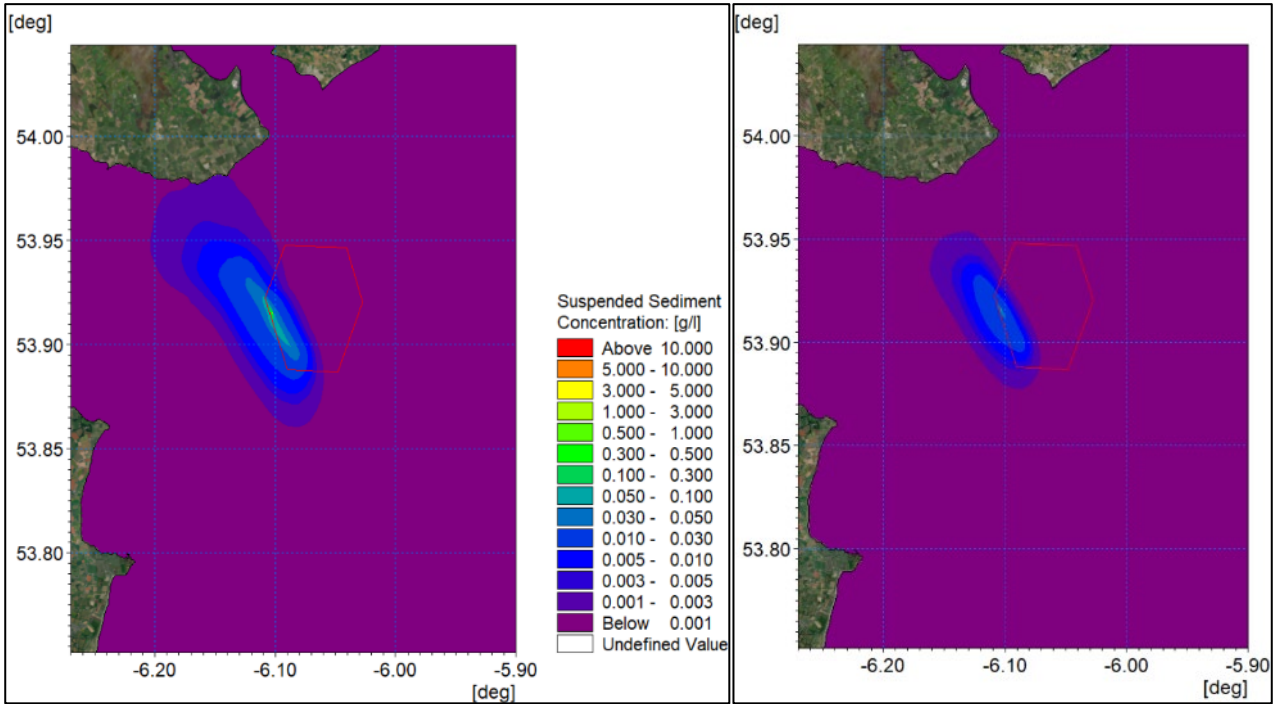 [deg]
54.00
53.95
53.90
53.85
53.80
-6.20
-6.10
-6.00
-5.90
[deg]
Suspended Sediment
Concentration: [g/l]
Above 10.000
5.000 - 10.000
3.000 - 5.000
1.000 - 3.000
0.500 - 1.000
0.300 - 0.500
0.100 - 0.300
0.050 - 0.100
0.030 - 0.050
0.010 - 0.030
0.005 - 0.010
0.003 - 0.005
0.001 - 0.003
Below 0.001
Undefined Value
[deg]
54.00
53.95
53.90
53.85
53.80
-6.20
-6.10
-6.00
-5.90
[deg]